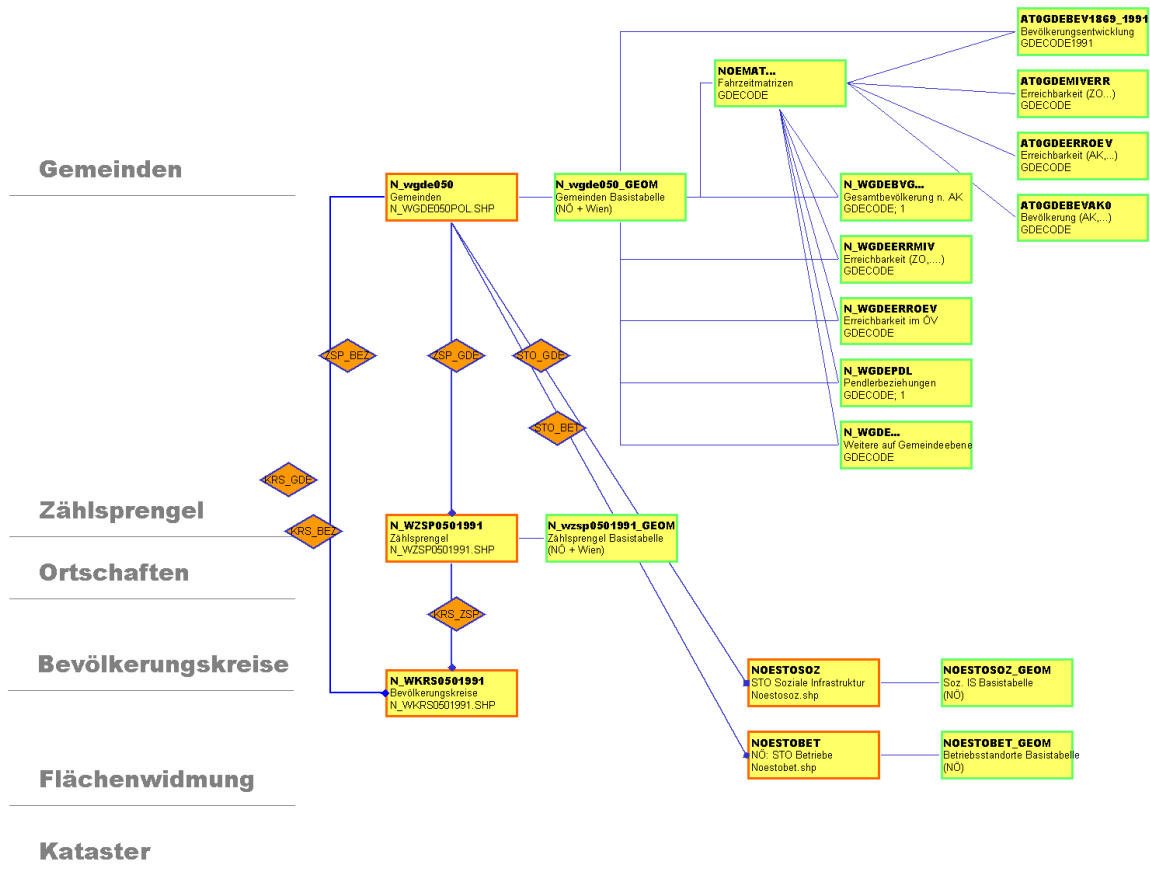 AT0GDEBEV1869_1991
Bevölkerungsentwicklung
GDECODE1991
NOEMAT...
Fahrzeitmatrizen
GDECODE
AT0GDEMIVERR
Erreichbarkeit (ZO...)
GDECODE
AT0GDEERROEV
Erreichbarkeit (AK,...)
GDECODE
AT0GDEBEVAK0
Bevölkerung (AK,...)
GDECODE
Gemeinden
N_wgde050
Gemeinden
N_WGDE050POL.SHP
N_wgde050_GEOM
Gemeinden Basistabelle
(NÖ + Wien)
N_WGDEBVG...
Gesamtbevölkerung n. AK
GDECODE; 1
N_WGDEERRMIV
Erreichbarkeit (ZO,....)
GDECODE
N_WGDEERROEV
Erreichbarkeit im ÖV
GDECODE
N_WGDEPDL
Pendlerbeziehungen
GDECODE; 1
N_WGDE...
Weitere auf Gemeindeebene
GDECODE
ZSP_BEZ
ZSP_GDE
STO_GDE
STO_BET
KRS_GDE
KRS_BEZ
Zählsprengel
N_WZSP0501991
Zählsprengel
N_WZSP0501991.SHP
N_wzsp0501991_GEOM
Zählsprengel Basistabelle
(NÖ + Wien)
Ortschaften
KRS_ZSP
Bevölkerungskreise
N_WKRS0501991
Bevölkerungskreise
N_WKRS0501991.SHP
NOESTOSOZ
STO Soziale Infrastruktur
Noestosoz.shp
NOESTOSOZ_GEOM
Soz. IS Basistabelle
(NÖ)
NOESTOBET
NÖ: STO Betriebe
Noestobet.shp
NOESTOBET_GEOM
Betriebsstandorte Basistabelle
(NÖ)
Flächenwidmung
Kataster